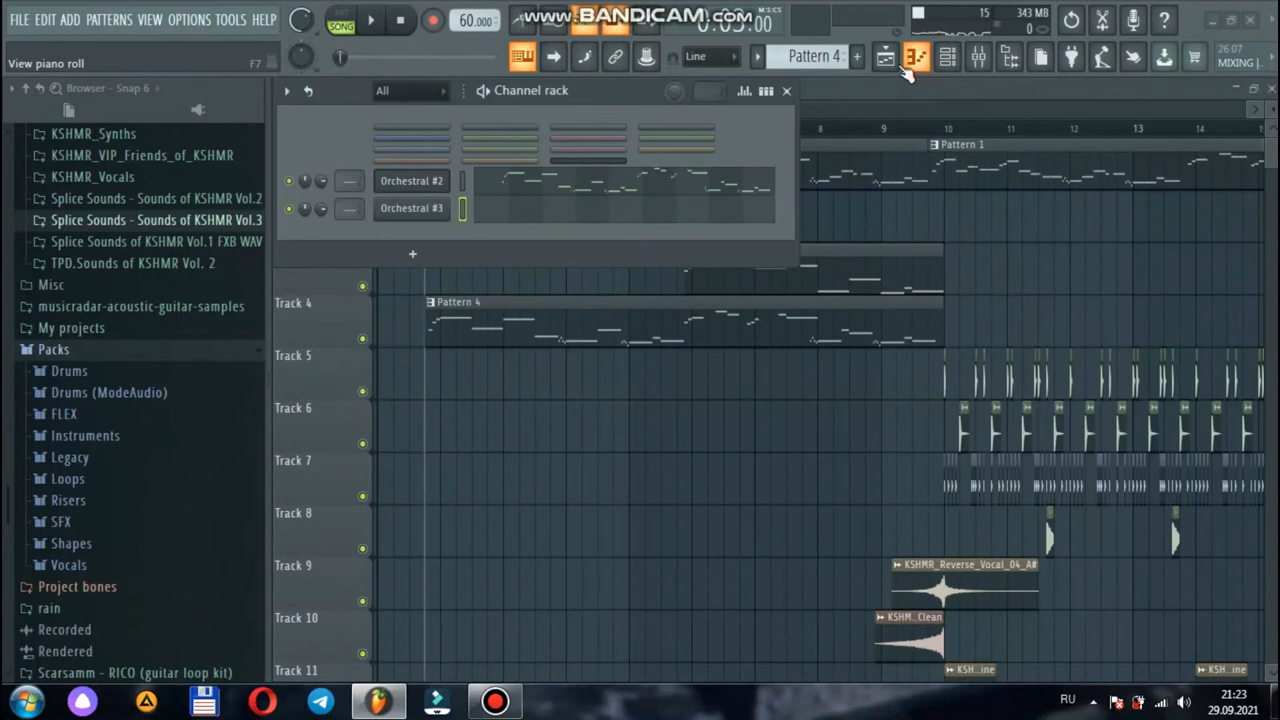 FILE EDIT ADD PATTERNS VIEW OPTIONS TOOLS HELP
SONG
60.000
www.BANDICAM.com
M:S:CS
15
343 MB
0
View piano roll
F7
Line
Pattern 4
26.07
MIXING |
Browser - Snap 6
All
Channel rack
KSHMR_Synths
KSHMR_VIP_Friends_of_KSHMR
KSHMR_Vocals
Splice Sounds - Sounds of KSHMR Vol.2
Splice Sounds - Sounds of KSHMR Vol.3
Splice Sounds of KSHMR Vol.1 FXB WAV
TPD.Sounds of KSHMR Vol. 2
Misc
musicradar-acoustic-guitar-samples
My projects
Packs
Drums
Drums (ModeAudio)
FLEX
Instruments
Legacy
Loops
Risers
SFX
Shapes
Vocals
Project bones
rain
Recorded
Rendered
Scarsamm - RICO (guitar loop kit)
Orchestral #2
Orchestral #3
+
8 9 10 11 12 13 14
Pattern 1
Track 4
Pattern 4
Track 5
Track 6
Track 7
Track 8
Track 9
KSHMR_Reverse_Vocal_04_A#
Track 10
KSHM..Clean
Track 11
KSH..ine
KSH..ine
RU
21:23
29.09.2021